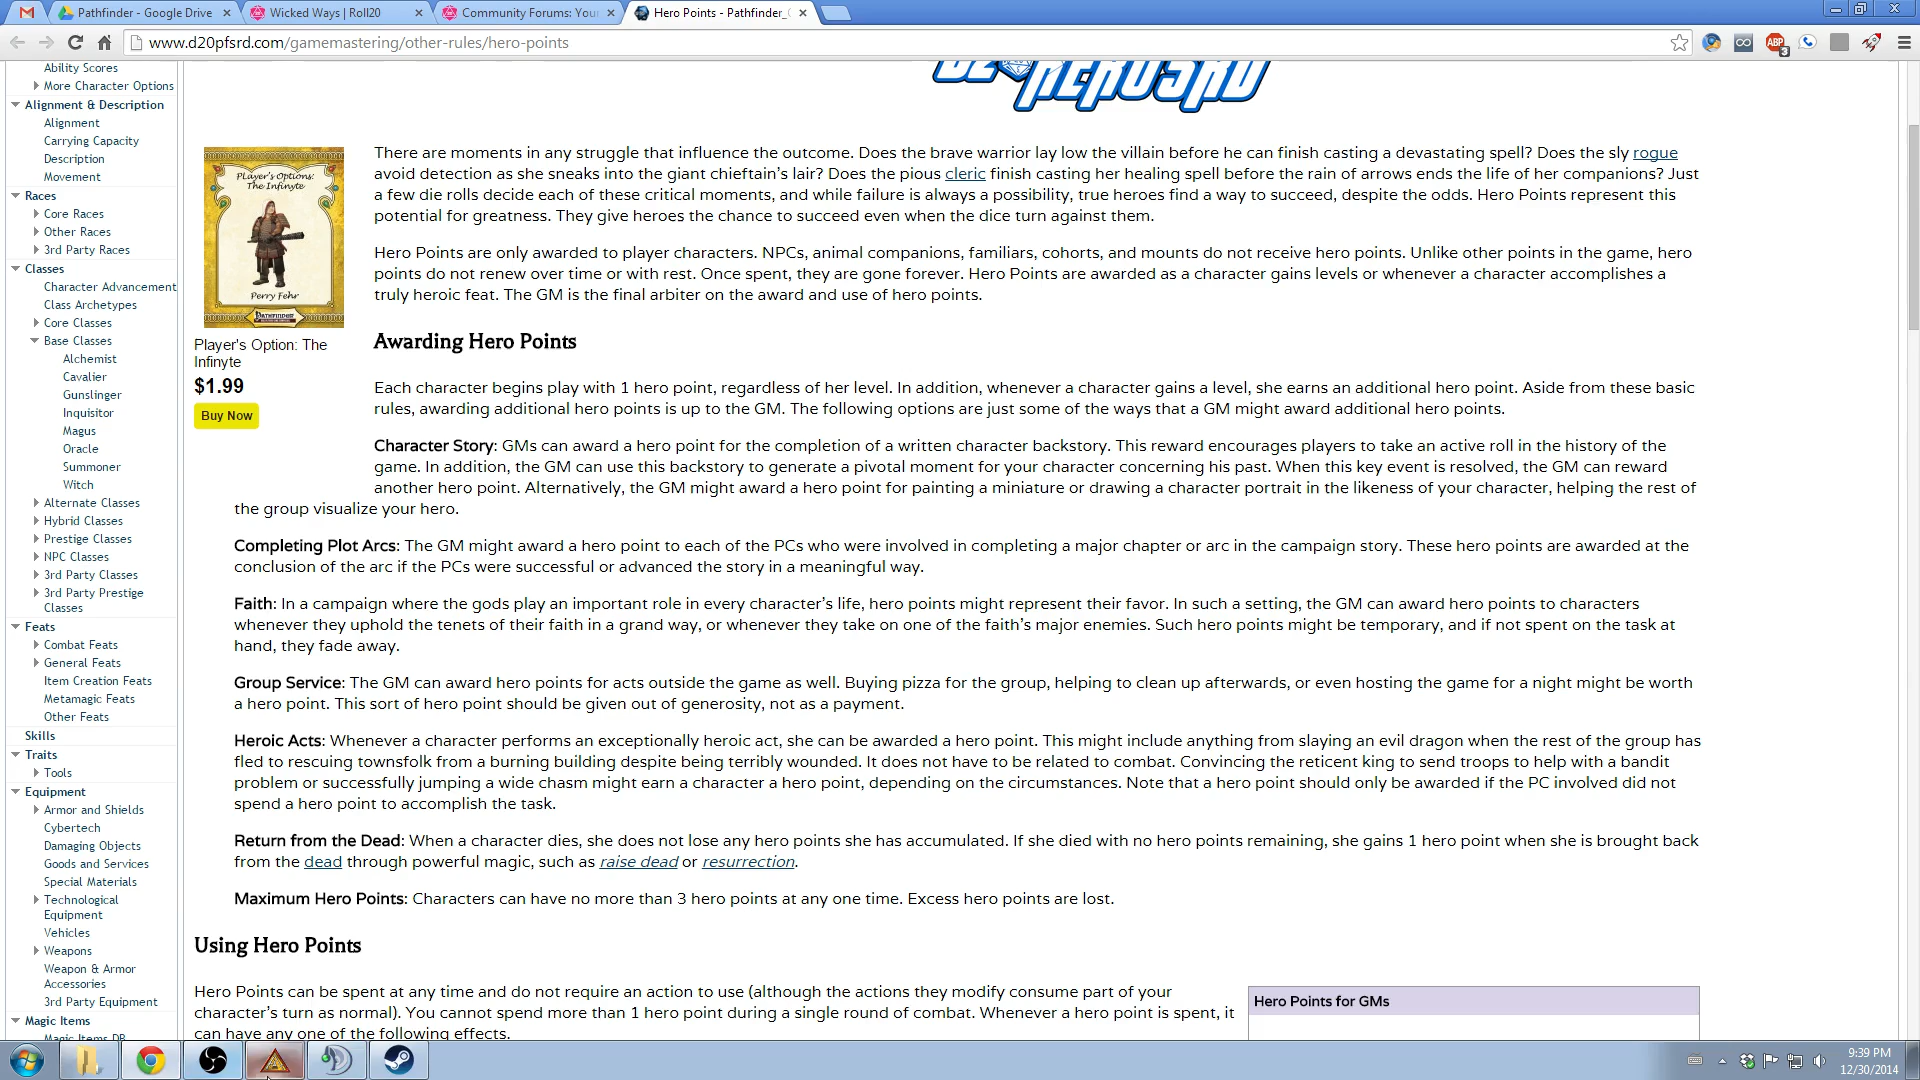 Pathfinder - Google Drive
Wicked Ways | Roll20
Community Forums: Your
Hero Points - Pathfinder_
www.d20pfsrd.com/gamemastering/other-rules/hero-points
ABP
3
Ability Scores
More Character Options
Alignment & Description
Alignment
Carrying Capacity
Description
Movement
Races
Core Races
Other Races
3rd Party Races
Classes
Character Advancement
Class Archetypes
Core Classes
Base Classes
Alchemist
Cavalier
Gunslinger
Inquisitor
Magus
Oracle
Summoner
Witch
Alternate Classes
Hybrid Classes
Prestige Classes
NPC Classes
3rd Party Classes
3rd Party Prestige
Classes
Feats
Combat Feats
General Feats
Item Creation Feats
Metamagic Feats
Other Feats
Skills
Traits
Tools
Equipment
Armor and Shields
Cybertech
Damaging Objects
Goods and Services
Special Materials
Technological
Equipment
Vehicles
Weapons
Weapon & Armor
Accessories
3rd Party Equipment
Magic Items
Magic Items DB
Player's Options:
The Infinyte
Perry Fehr
PATHFINDER
Player's Option: The
Infinyte
$1.99
Buy Now
There are moments in any struggle that influence the outcome. Does the brave warrior lay low the villain before he can finish casting a devastating spell? Does the sly rogue
avoid detection as she sneaks into the giant chieftain's lair? Does the pious cleric finish casting her healing spell before the rain of arrows ends the life of her companions? Just
a few die rolls decide each of these critical moments, and while failure is always a possibility, true heroes find a way to succeed, despite the odds. Hero Points represent this
potential for greatness. They give heroes the chance to succeed even when the dice turn against them.
Hero Points are only awarded to player characters. NPCs, animal companions, familiars, cohorts, and mounts do not receive hero points. Unlike other points in the game, hero
points do not renew over time or with rest. Once spent, they are gone forever. Hero Points are awarded as a character gains levels or whenever a character accomplishes a
truly heroic feat. The GM is the final arbiter on the award and use of hero points.
Awarding Hero Points
Each character begins play with 1 hero point, regardless of her level. In addition, whenever a character gains a level, she earns an additional hero point. Aside from these basic
rules, awarding additional hero points is up to the GM. The following options are just some of the ways that a GM might award additional hero points.
Character Story: GMs can award a hero point for the completion of a written character backstory. This reward encourages players to take an active roll in the history of the
game. In addition, the GM can use this backstory to generate a pivotal moment for your character concerning his past. When this key event is resolved, the GM can reward
another hero point. Alternatively, the GM might award a hero point for painting a miniature or drawing a character portrait in the likeness of your character, helping the rest of
the group visualize your hero.
Completing Plot Arcs: The GM might award a hero point to each of the PCs who were involved in completing a major chapter or arc in the campaign story. These hero points are awarded at the
conclusion of the arc if the PCs were successful or advanced the story in a meaningful way.
Faith: In a campaign where the gods play an important role in every character's life, hero points might represent their favor. In such a setting, the GM can award hero points to characters
whenever they uphold the tenets of their faith in a grand way, or whenever they take on one of the faith's major enemies. Such hero points might be temporary, and if not spent on the task at
hand, they fade away.
Group Service: The GM can award hero points for acts outside the game as well. Buying pizza for the group, helping to clean up afterwards, or even hosting the game for a night might be worth
a hero point. This sort of hero point should be given out of generosity, not as a payment.
Heroic Acts: Whenever a character performs an exceptionally heroic act, she can be awarded a hero point. This might include anything from slaying an evil dragon when the rest of the group has
fled to rescuing townsfolk from a burning building despite being terribly wounded. It does not have to be related to combat. Convincing the reticent king to send troops to help with a bandit
problem or successfully jumping a wide chasm might earn a character a hero point, depending on the circumstances. Note that a hero point should only be awarded if the PC involved did not
spend a hero point to accomplish the task.
Return from the Dead: When a character dies, she does not lose any hero points she has accumulated. If she died with no hero points remaining, she gains 1 hero point when she is brought back
from the dead through powerful magic, such as raise dead or resurrection.
Maximum Hero Points: Characters can have no more than 3 hero points at any one time. Excess hero points are lost.
Using Hero Points
Hero Points can be spent at any time and do not require an action to use (although the actions they modify consume part of your
character's turn as normal). You cannot spend more than 1 hero point during a single round of combat. Whenever a hero point is spent, it
can have any one of the following effects.
Hero Points for GMs
9:39 PM
12/30/2014